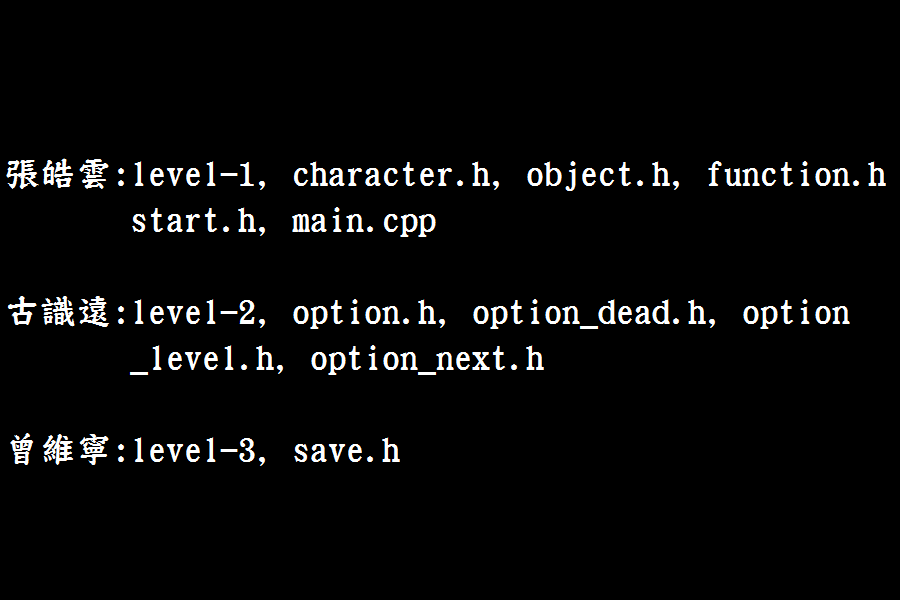 張皓雲:level-1, character.h, object.h, function.h
start.h, main.cpp
古識遠:level-2, option.h, option_dead.h, option
_level.h, option_next.h
曾維寧:level-3, save.h